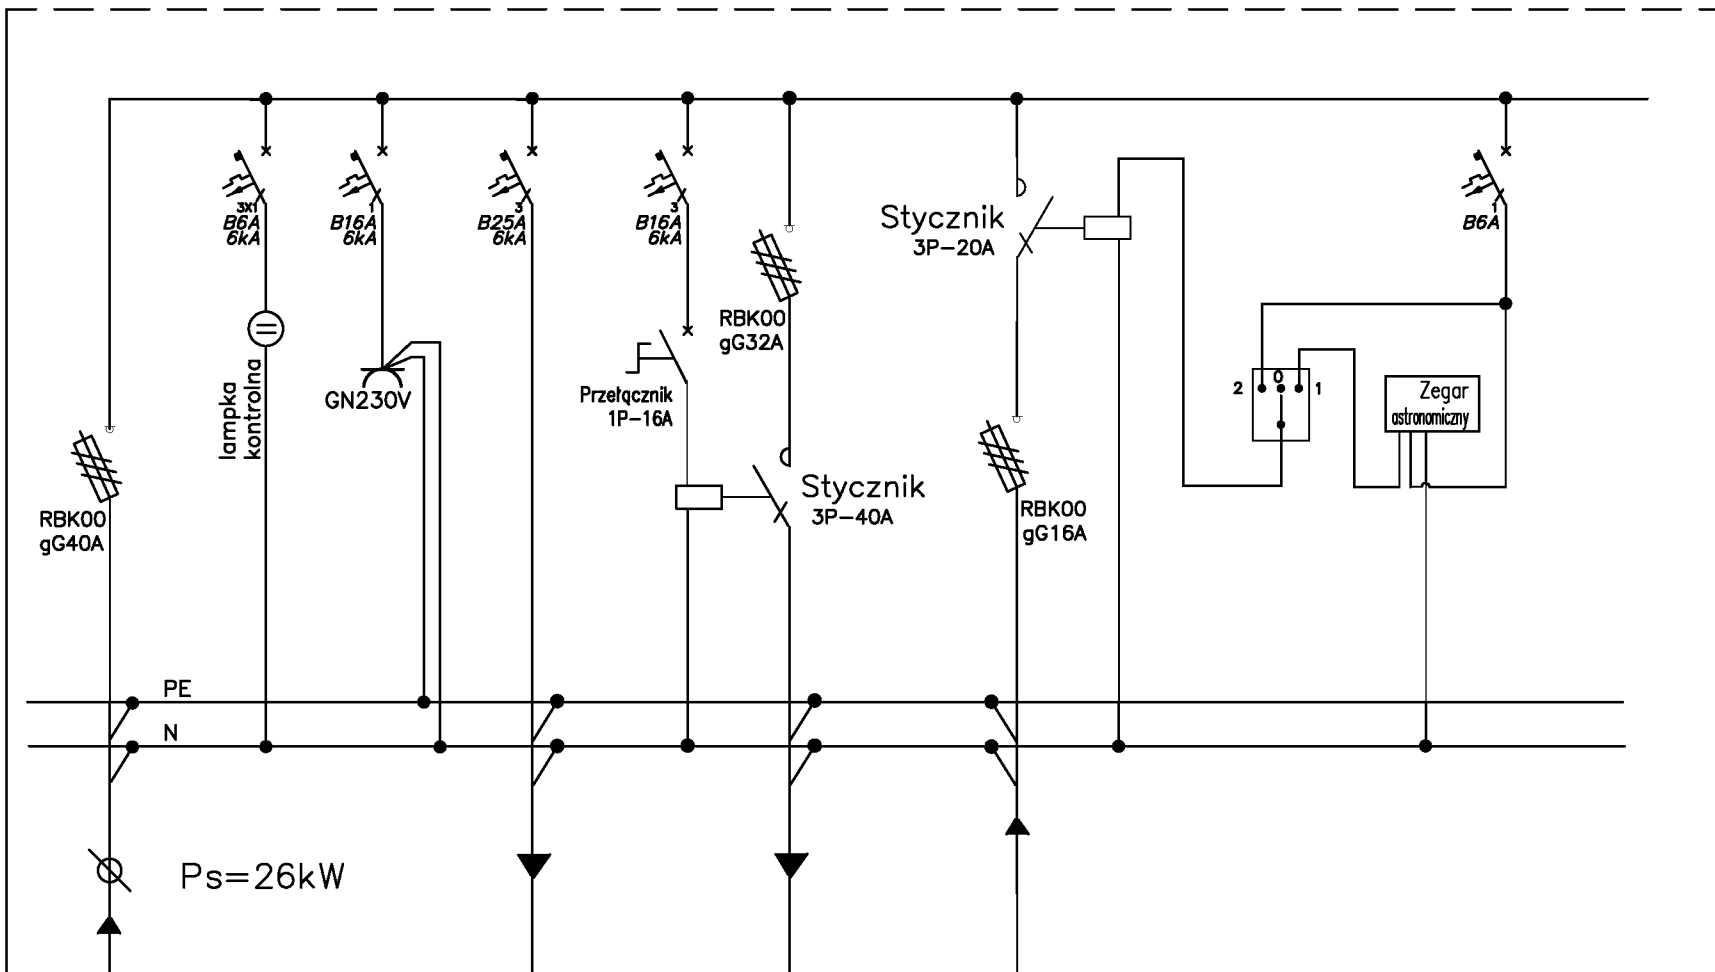 3x1
B6A
6kA
lampka
kontrolna
1
B16A
6kA
GN230V
3
B25A
6kA
3
B16A
6kA
Przełącznik
1P-16A
RBK00
gG32A
Stycznik
3P-40A
Stycznik
3P-20A
RBK00
gG16A
1
B6A
2
0
1
Zegar
astronomiczny
RBK00
gG40A
PE
N
Ps=26kW